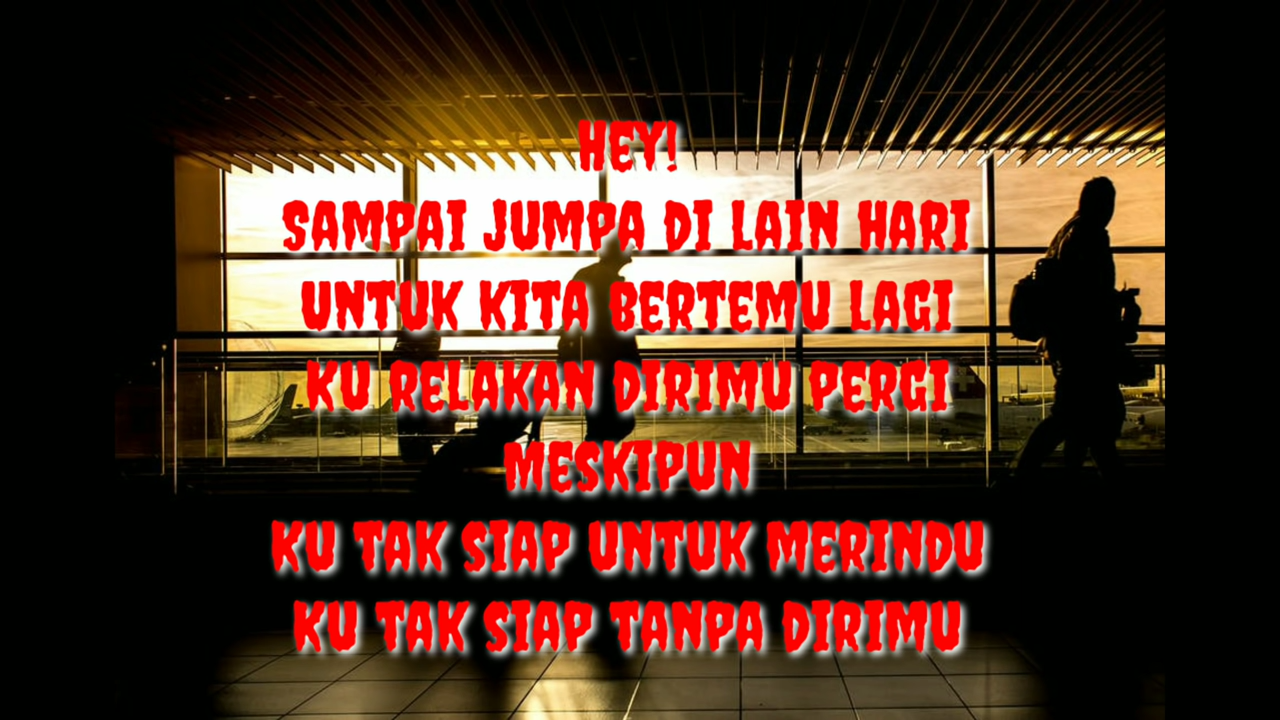 HEY!
SAMPAI JUMPA DI LAIN HARI
UNTUK KITA BERTEMU LAGI
KU RELAKAN DIRIMU PERGI
MESKIPUN
KU TAK SIAP UNTUK MERINDU
KU TAK SIAP TANPA DIRIMU